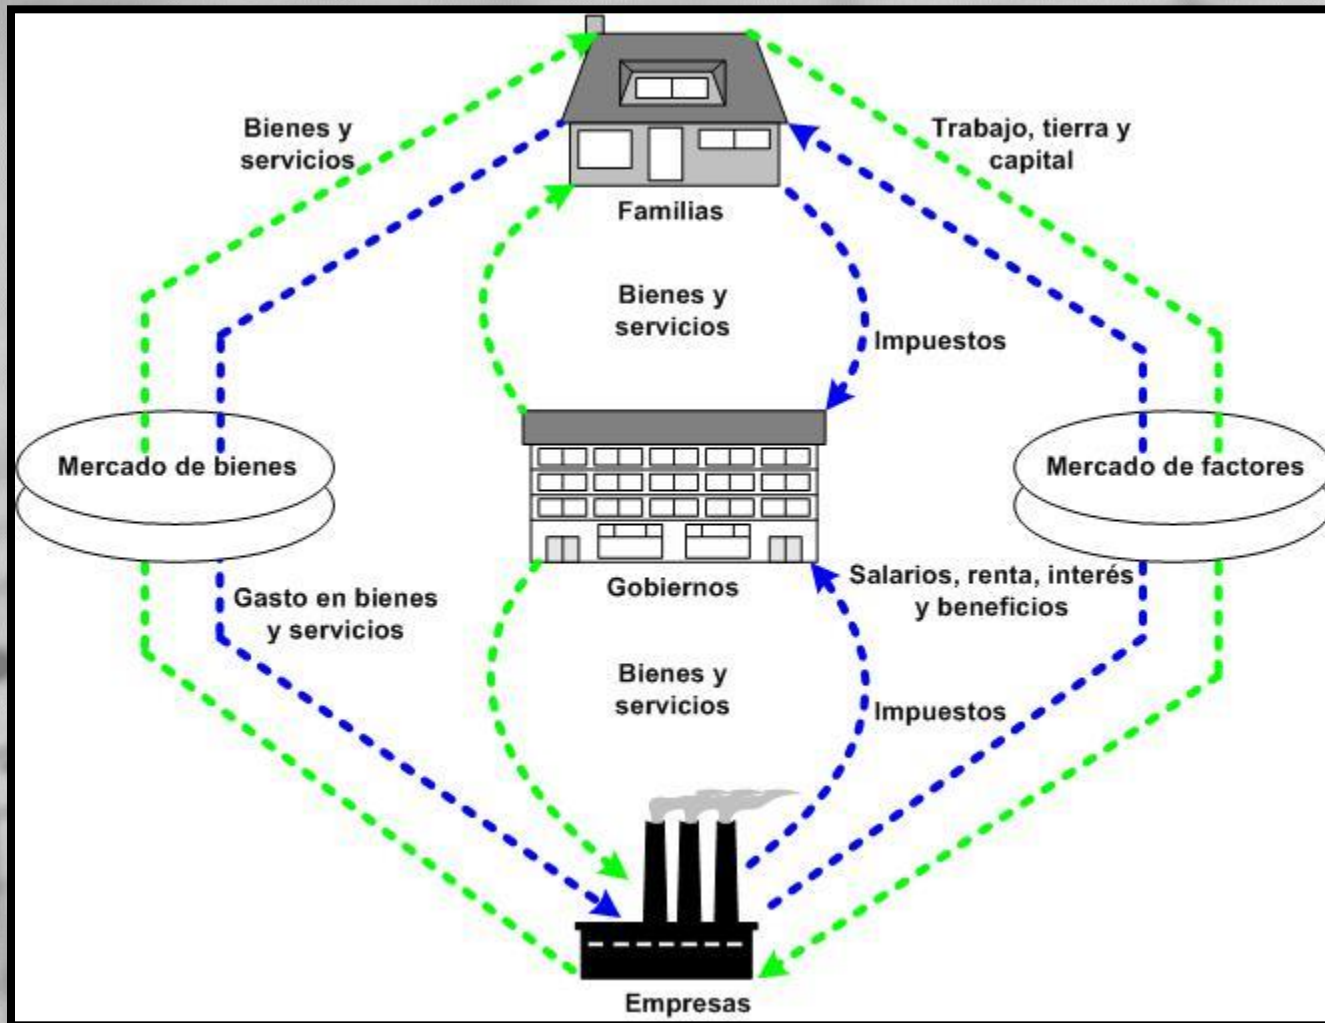 Bienes y
servicios
Trabajo, tierra y
capital
Familias
Bienes y
servicios
Impuestos
Mercado de bienes
Mercado de factores
Gasto en bienes
y servicios
Gobiernos
Salarios, renta, interés
y beneficios
Bienes y
servicios
Impuestos
Empresas